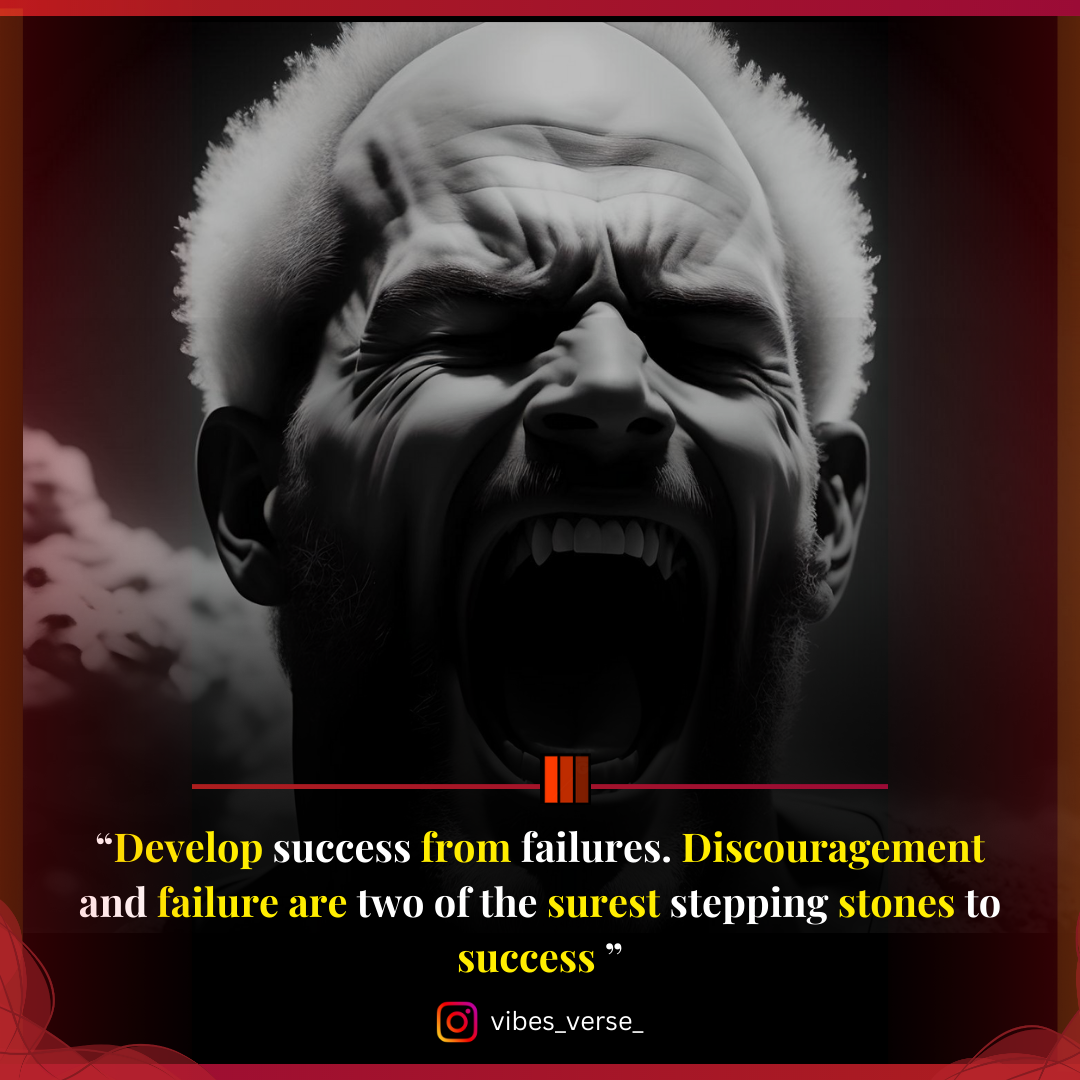 “Develop success from failures. Discouragement
and failure are two of the surest stepping stones to
success ”
vibes_verse_